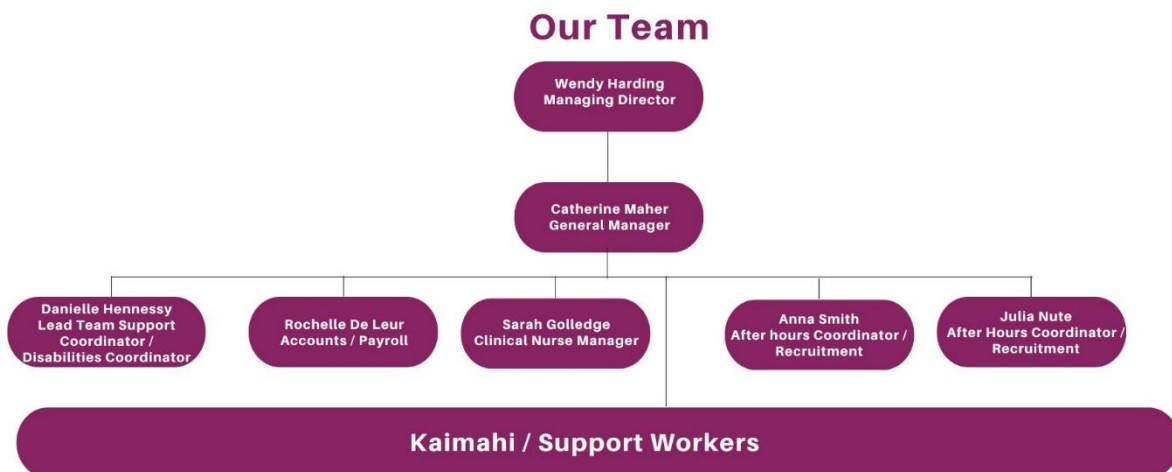 Our Team
Wendy Harding
Managing Director
Catherine Maher
General Manager
Danielle Hennessy
Lead Team Support
Coordinator /
Disabilities Coordinator
Rochelle De Leur
Accounts / Payroll
Sarah Golledge
Clinical Nurse Manager
Anna Smith
After hours Coordinator /
Recruitment
Julia Nute
After Hours Coordinator /
Recruitment
Kaimahi / Support Workers